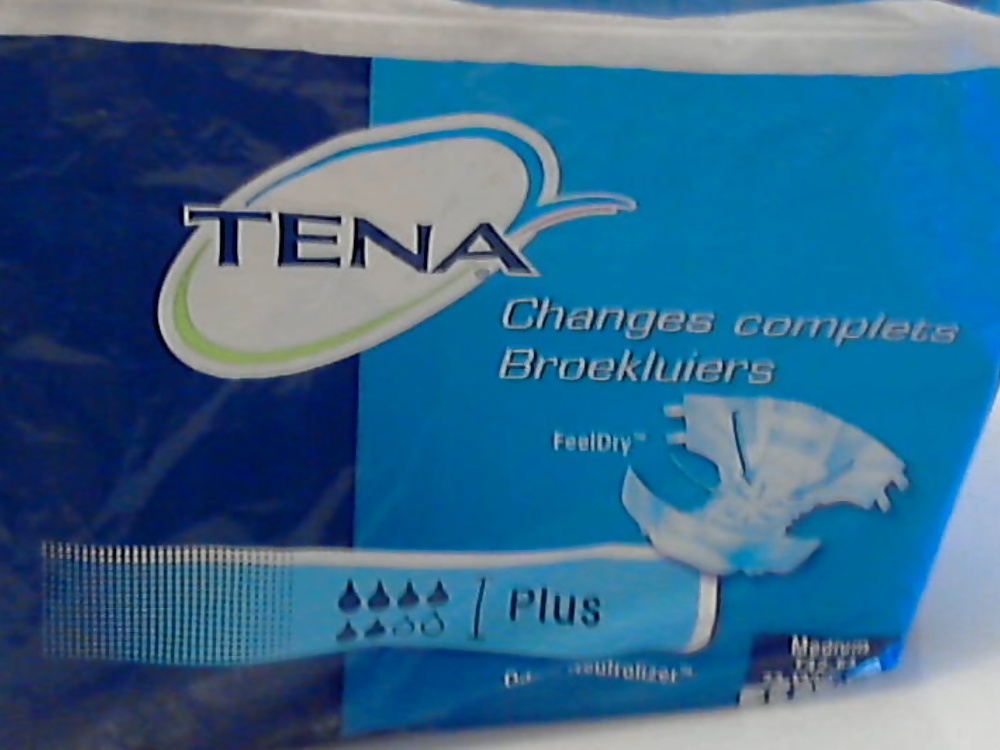 TENA
Changes complets
Broekluiers
FeelDry™
Plus
Medium